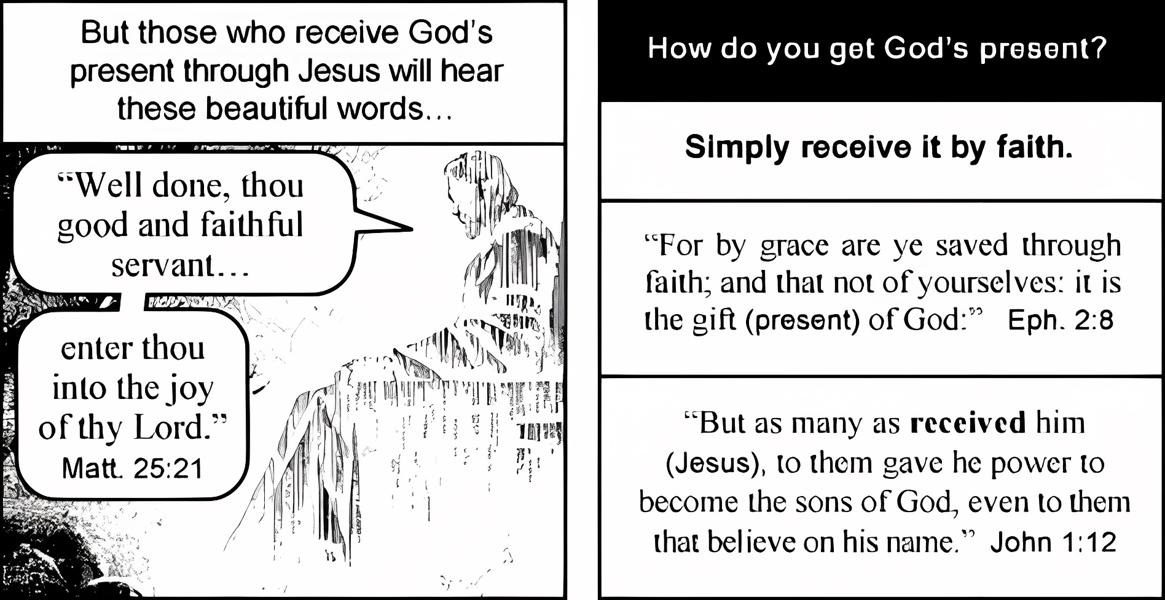 But those who receive God's
present through Jesus will hear
these beautiful words...
“Well done, thou
good and faithful
servant...
enter thou
into the joy
of thy Lord.”
Matt. 25:21
How do you get God's present?
Simply receive it by faith.
“For by grace are ye saved through
faith; and that not of yourselves: it is
the gift (present) of God:” Eph. 2:8
“But as many as received him
(Jesus), to them gave he power to
become the sons of God, even to them
that believe on his name.” John 1:12